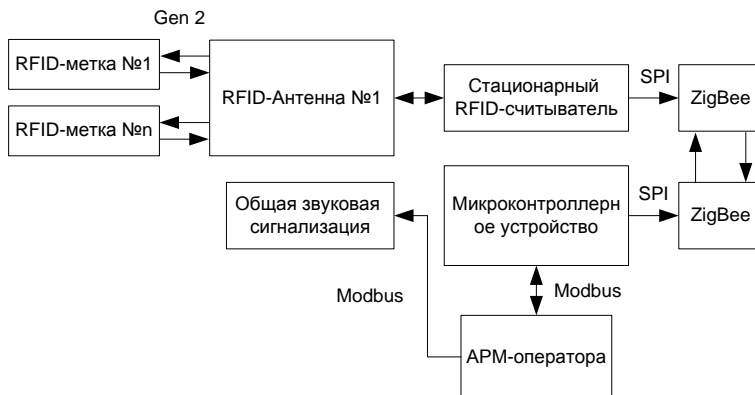 Gen 2
RFID-метка №1
RFID-метка №n
RFID-Антенна №1
Стационарный
RFID-считыватель
SPI
ZigBee
Общая звуковая
сигнализация
Микроконтроллерн
ое устройство
SPI
ZigBee
Modbus
Modbus
АРМ-оператора